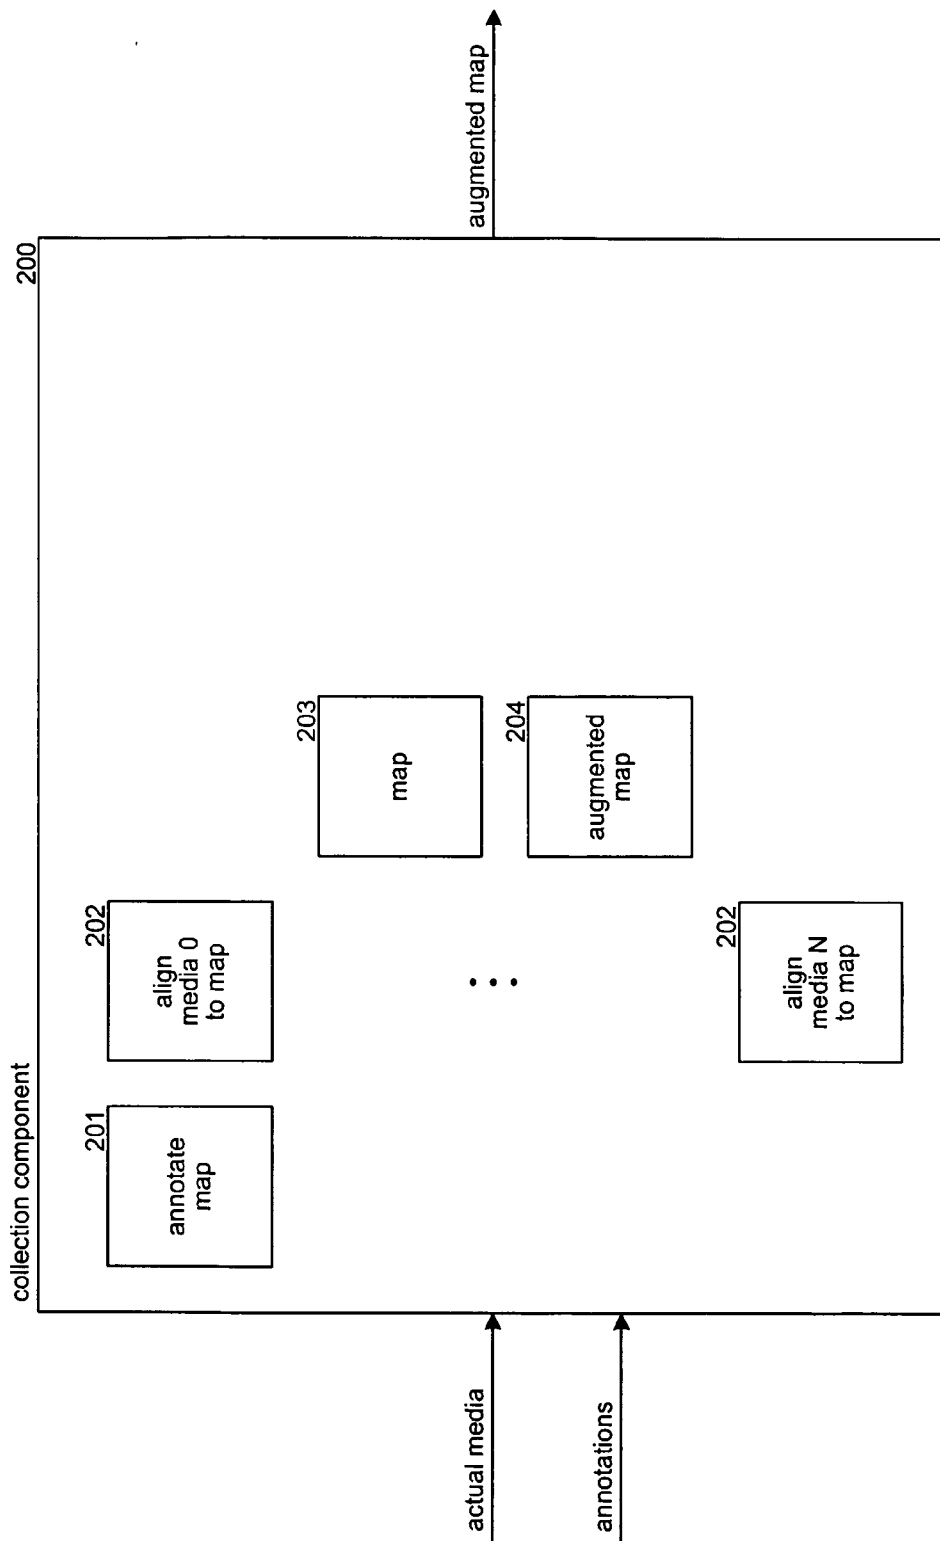 collection component
200
201
annotate
map
202
align
media 0
to map
203
map
204
augmented
map
202
align
media N
to map
actual media
annotations
augmented map